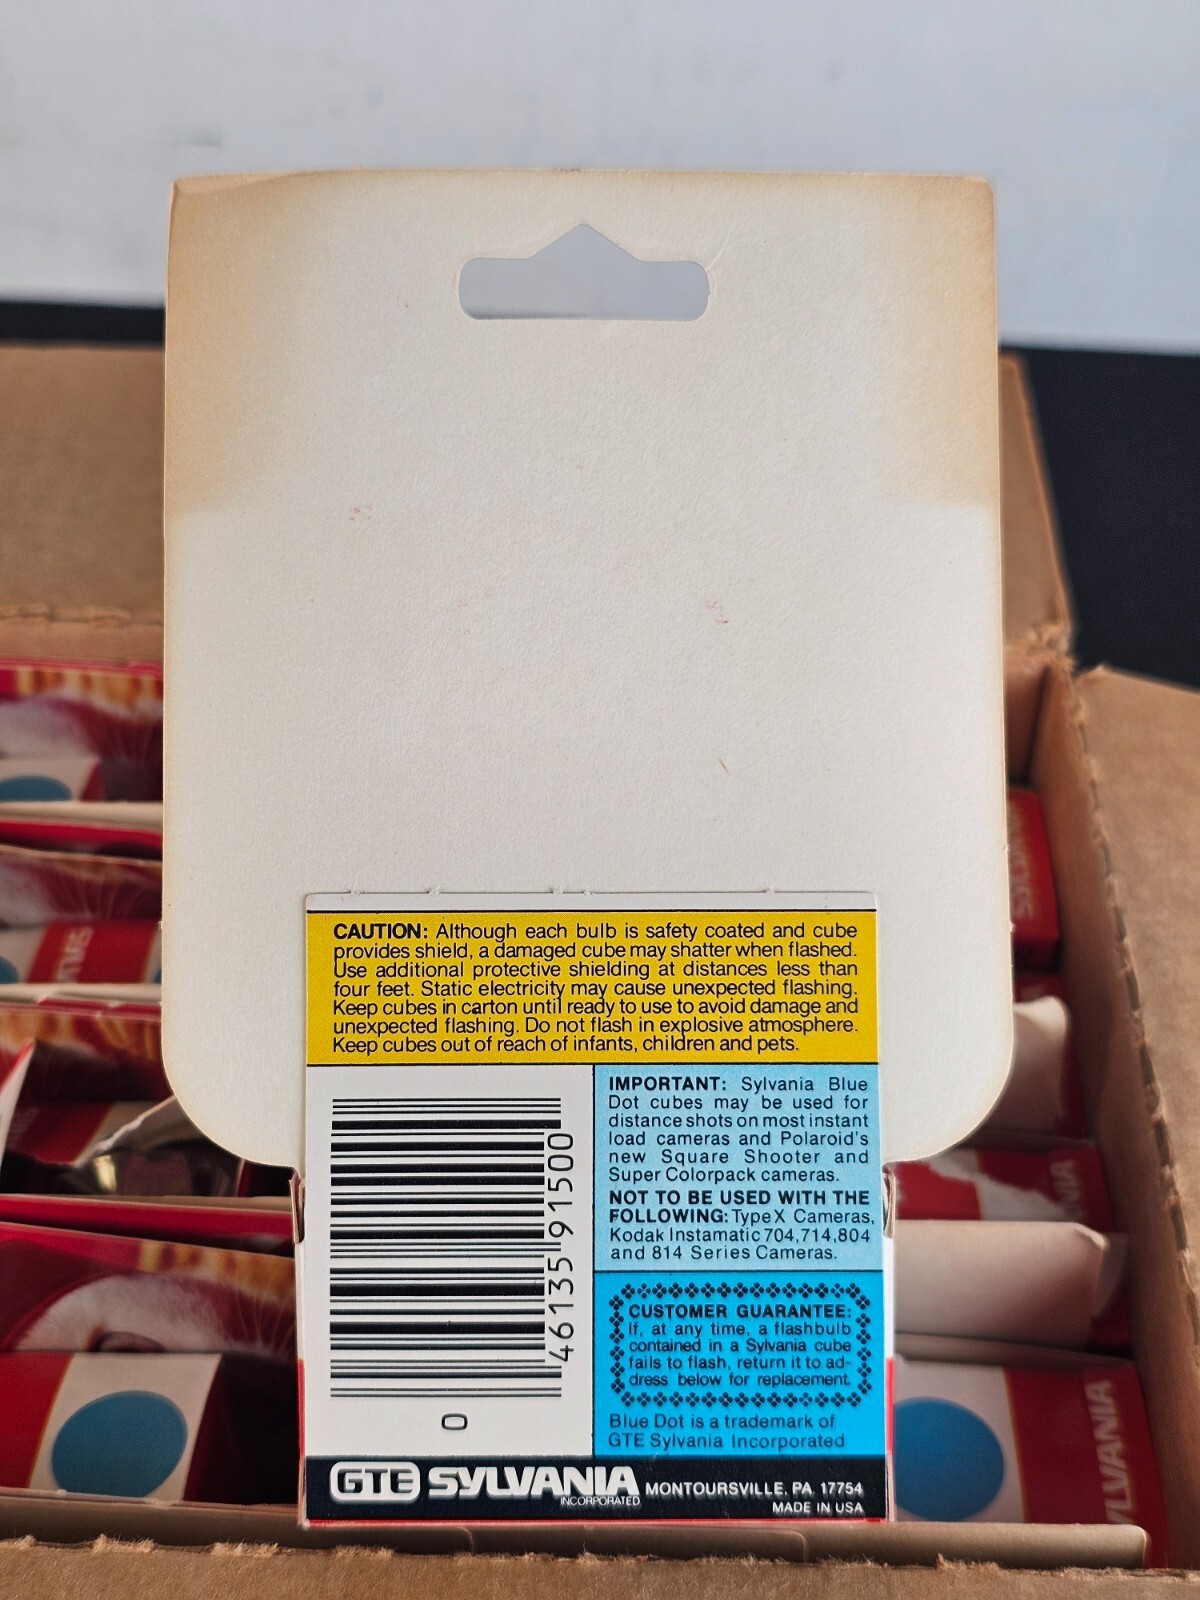 CAUTION: Although each bulb is safety coated and cube
provides shield, a damaged cube may shatter when flashed.
Use additional protective shielding at distances less than
four feet. Static electricity may cause unexpected flashing.
Keep cubes in carton until ready to use to avoid damage and
unexpected flashing. Do not flash in explosive atmosphere.
Keep cubes out of reach of infants, children and pets.
46135 91500
0
IMPORTANT: Sylvania Blue
Dot cubes may be used for
distance shots on most instant
load cameras and Polaroid's
new Square Shooter and
Super Colorpack cameras.
NOT TO BE USED WITH THE
FOLLOWING: Type X Cameras,
Kodak Instamatic 704,714,804
and 814 Series Cameras.
CUSTOMER GUARANTEE:
If, at any time, a flashbulb
contained in a Sylvania cube
fails to flash, return it to ad-
dress below for replacement.
Blue Dot is a trademark of
GTE Sylvania Incorporated
GTE SYLVANIA
INCORPORATED
MONTOURSVILLE, PA 17754
MADE IN USA
SYLVANIA